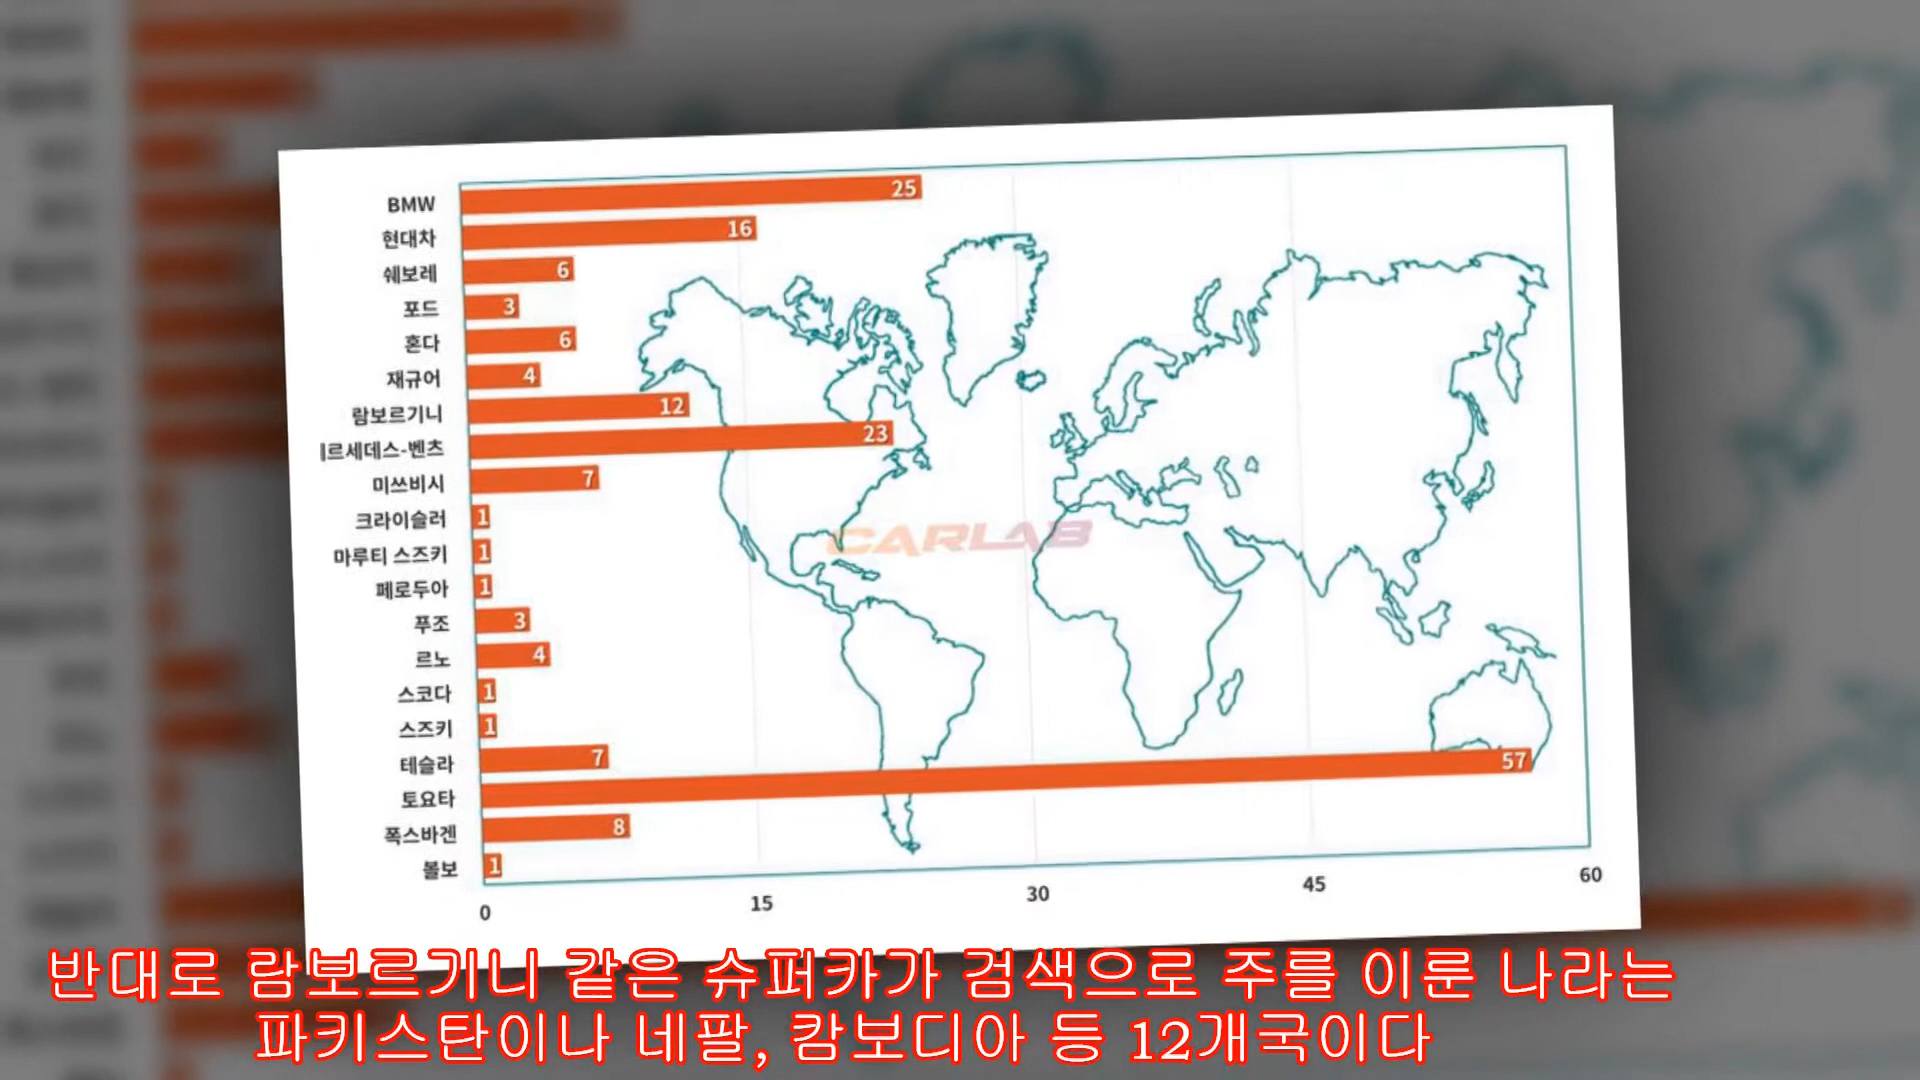 BMW 25
현대차 16
쉐보레 6
포드 3
혼다 6
재규어 4
람보르기니 12
르세데스-벤츠 23
미쓰비시 7
크라이슬러 1
마루티 스즈키 1
페로두아 1
푸조 3
르노 4
스코다 1
스즈키 1
테슬라 7
토요타 57
폭스바겐 8
볼보 1
0 15 30 45 60
CARLAB
반대로 람보르기니 같은 슈퍼카가 검색으로 주를 이룬 나라는
파키스탄이나 네팔, 캄보디아 등 12개국이다